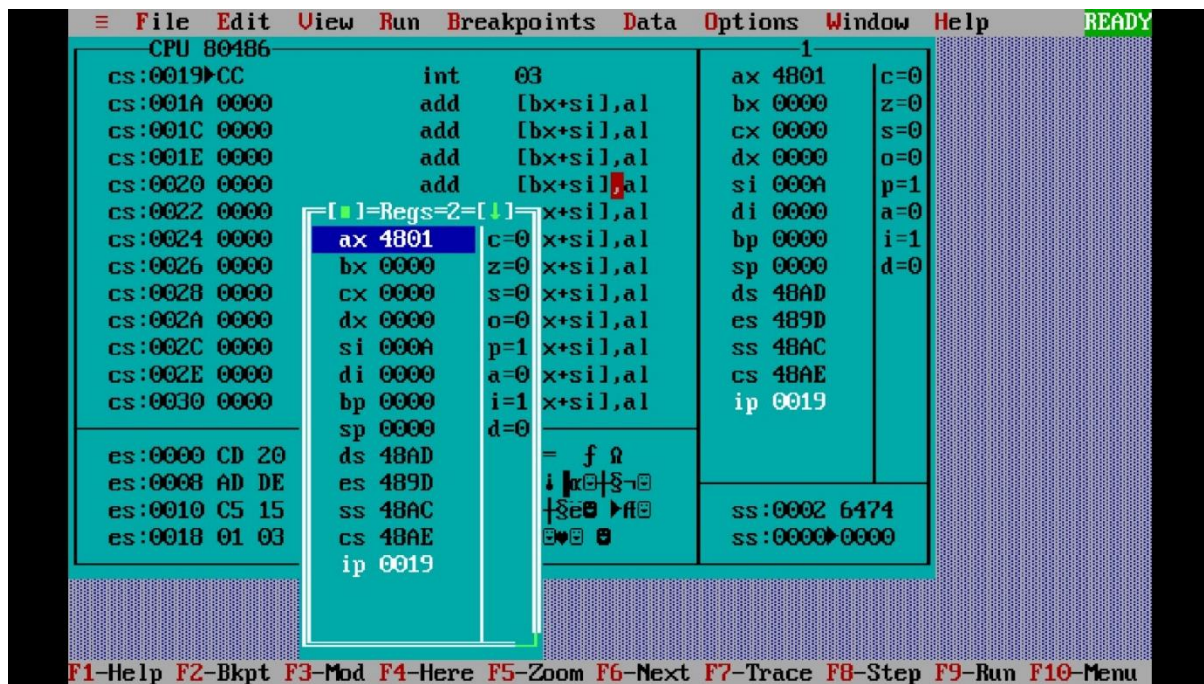 ≡ File Edit View Run Breakpoints Data Options Window Help READY
CPU 80486 1
cs:0019►CC int 03 ax 4801 c=0
cs:001A 0000 add [bx+si],al bx 0000 z=0
cs:001C 0000 add [bx+si],al cx 0000 s=0
cs:001E 0000 add [bx+si],al dx 0000 o=0
cs:0020 0000 add [bx+si],al si 000A p=1
cs:0022 0000 [■]=Regs=2=[↓] x+si],al di 0000 a=0
cs:0024 0000 ax 4801 c=0 x+si],al bp 0000 i=1
cs:0026 0000 bx 0000 z=0 x+si],al sp 0000 d=0
cs:0028 0000 cx 0000 s=0 x+si],al ds 48AD
cs:002A 0000 dx 0000 o=0 x+si],al es 489D
cs:002C 0000 si 000A p=1 x+si],al ss 48AC
cs:002E 0000 di 0000 a=0 x+si],al cs 48AE
cs:0030 0000 bp 0000 i=1 x+si],al ip 0019
sp 0000 d=0
es:0000 CD 20 ds 48AD = ƒ Ω
es:0008 AD DE es 489D
es:0010 C5 15 ss 48AC ss:0002 6474
es:0018 01 03 cs 48AE ss:0000►0000
ip 0019
F1-Help F2-Bkpt F3-Mod F4-Here F5-Zoom F6-Next F7-Trace F8-Step F9-Run F10-Menu